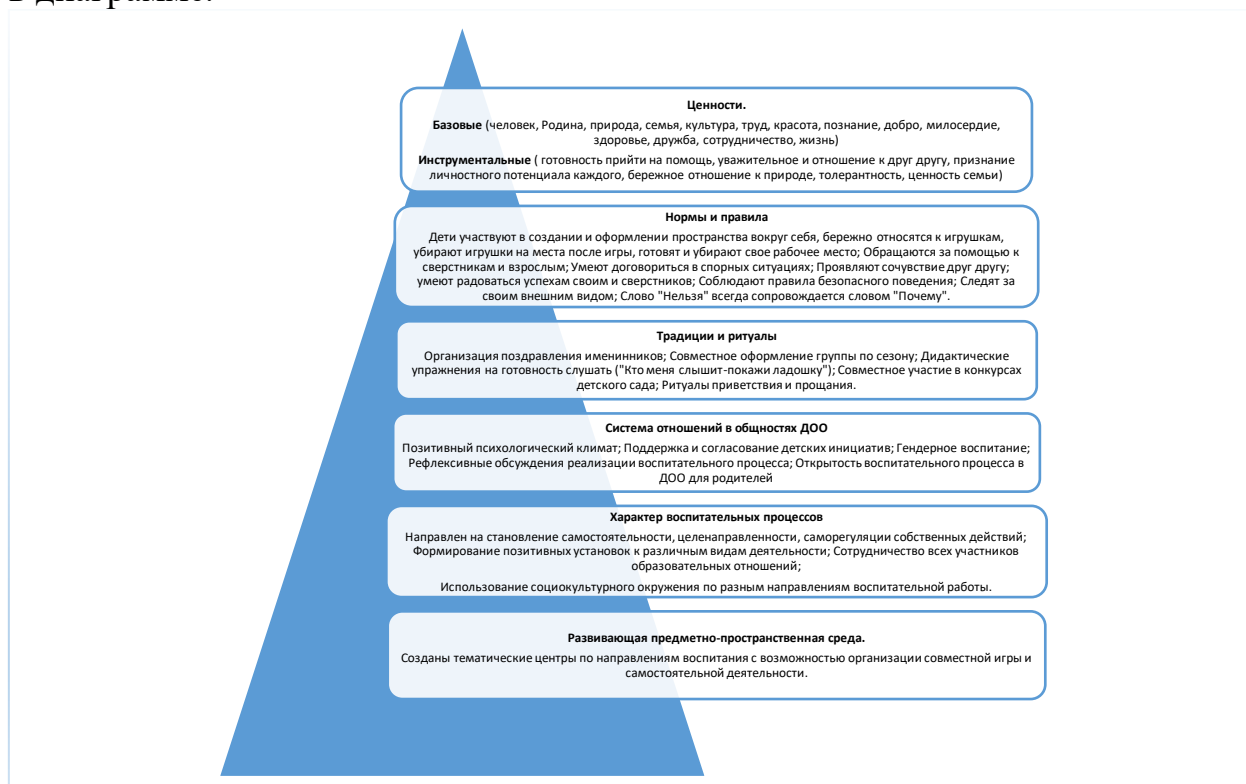 в диаграмме.
Ценности.
Базовые (человек, Родина, природа, семья, культура, труд, красота, познание, добро, милосердие,
здоровье, дружба, сотрудничество, жизнь)
Инструментальные ( готовность прийти на помощь, уважительное и отношение к друг другу, признание
личностного потенциала каждого, бережное отношение к природе, толерантность, ценность семьи)
Нормы и правила
Дети участвуют в создании и оформлении пространства вокруг себя, бережно относятся к игрушкам,
убирают игрушки на места после игры, готовят и убирают свое рабочее место; Обращаются за помощью к
сверстникам и взрослым; Умеют договориться в спорных ситуациях; Проявляют сочувствие друг другу;
умеют радоваться успехам своим и сверстников; Соблюдают правила безопасного поведения; Следят за
своим внешним видом; Слово "Нельзя" всегда сопровождается словом "Почему".
Традиции и ритуалы
Организация поздравления именинников; Совместное оформление группы по сезону; Дидактические
упражнения на готовность слушать ("Кто меня слышит-покажи ладошку"); Совместное участие в конкурсах
детского сада; Ритуалы приветствия и прощания.
Система отношений в общностях ДОО
Позитивный психологический климат; Поддержка и согласование детских инициатив; Гендерное воспитание;
Рефлексивные обсуждения реализации воспитательного процесса; Открытость воспитательного процесса в
ДОО для родителей
Характер воспитательных процессов
Направлен на становление самостоятельности, целенаправленности, саморегуляции собственных действий;
Формирование позитивных установок к различным видам деятельности; Сотрудничество всех участников
образовательных отношений;
Использование социокультурного окружения по разным направлениям воспитательной работы.
Развивающая предметно-пространственная среда.
Созданы тематические центры по направлениям воспитания с возможностью организации совместной игры и
самостоятельной деятельности.